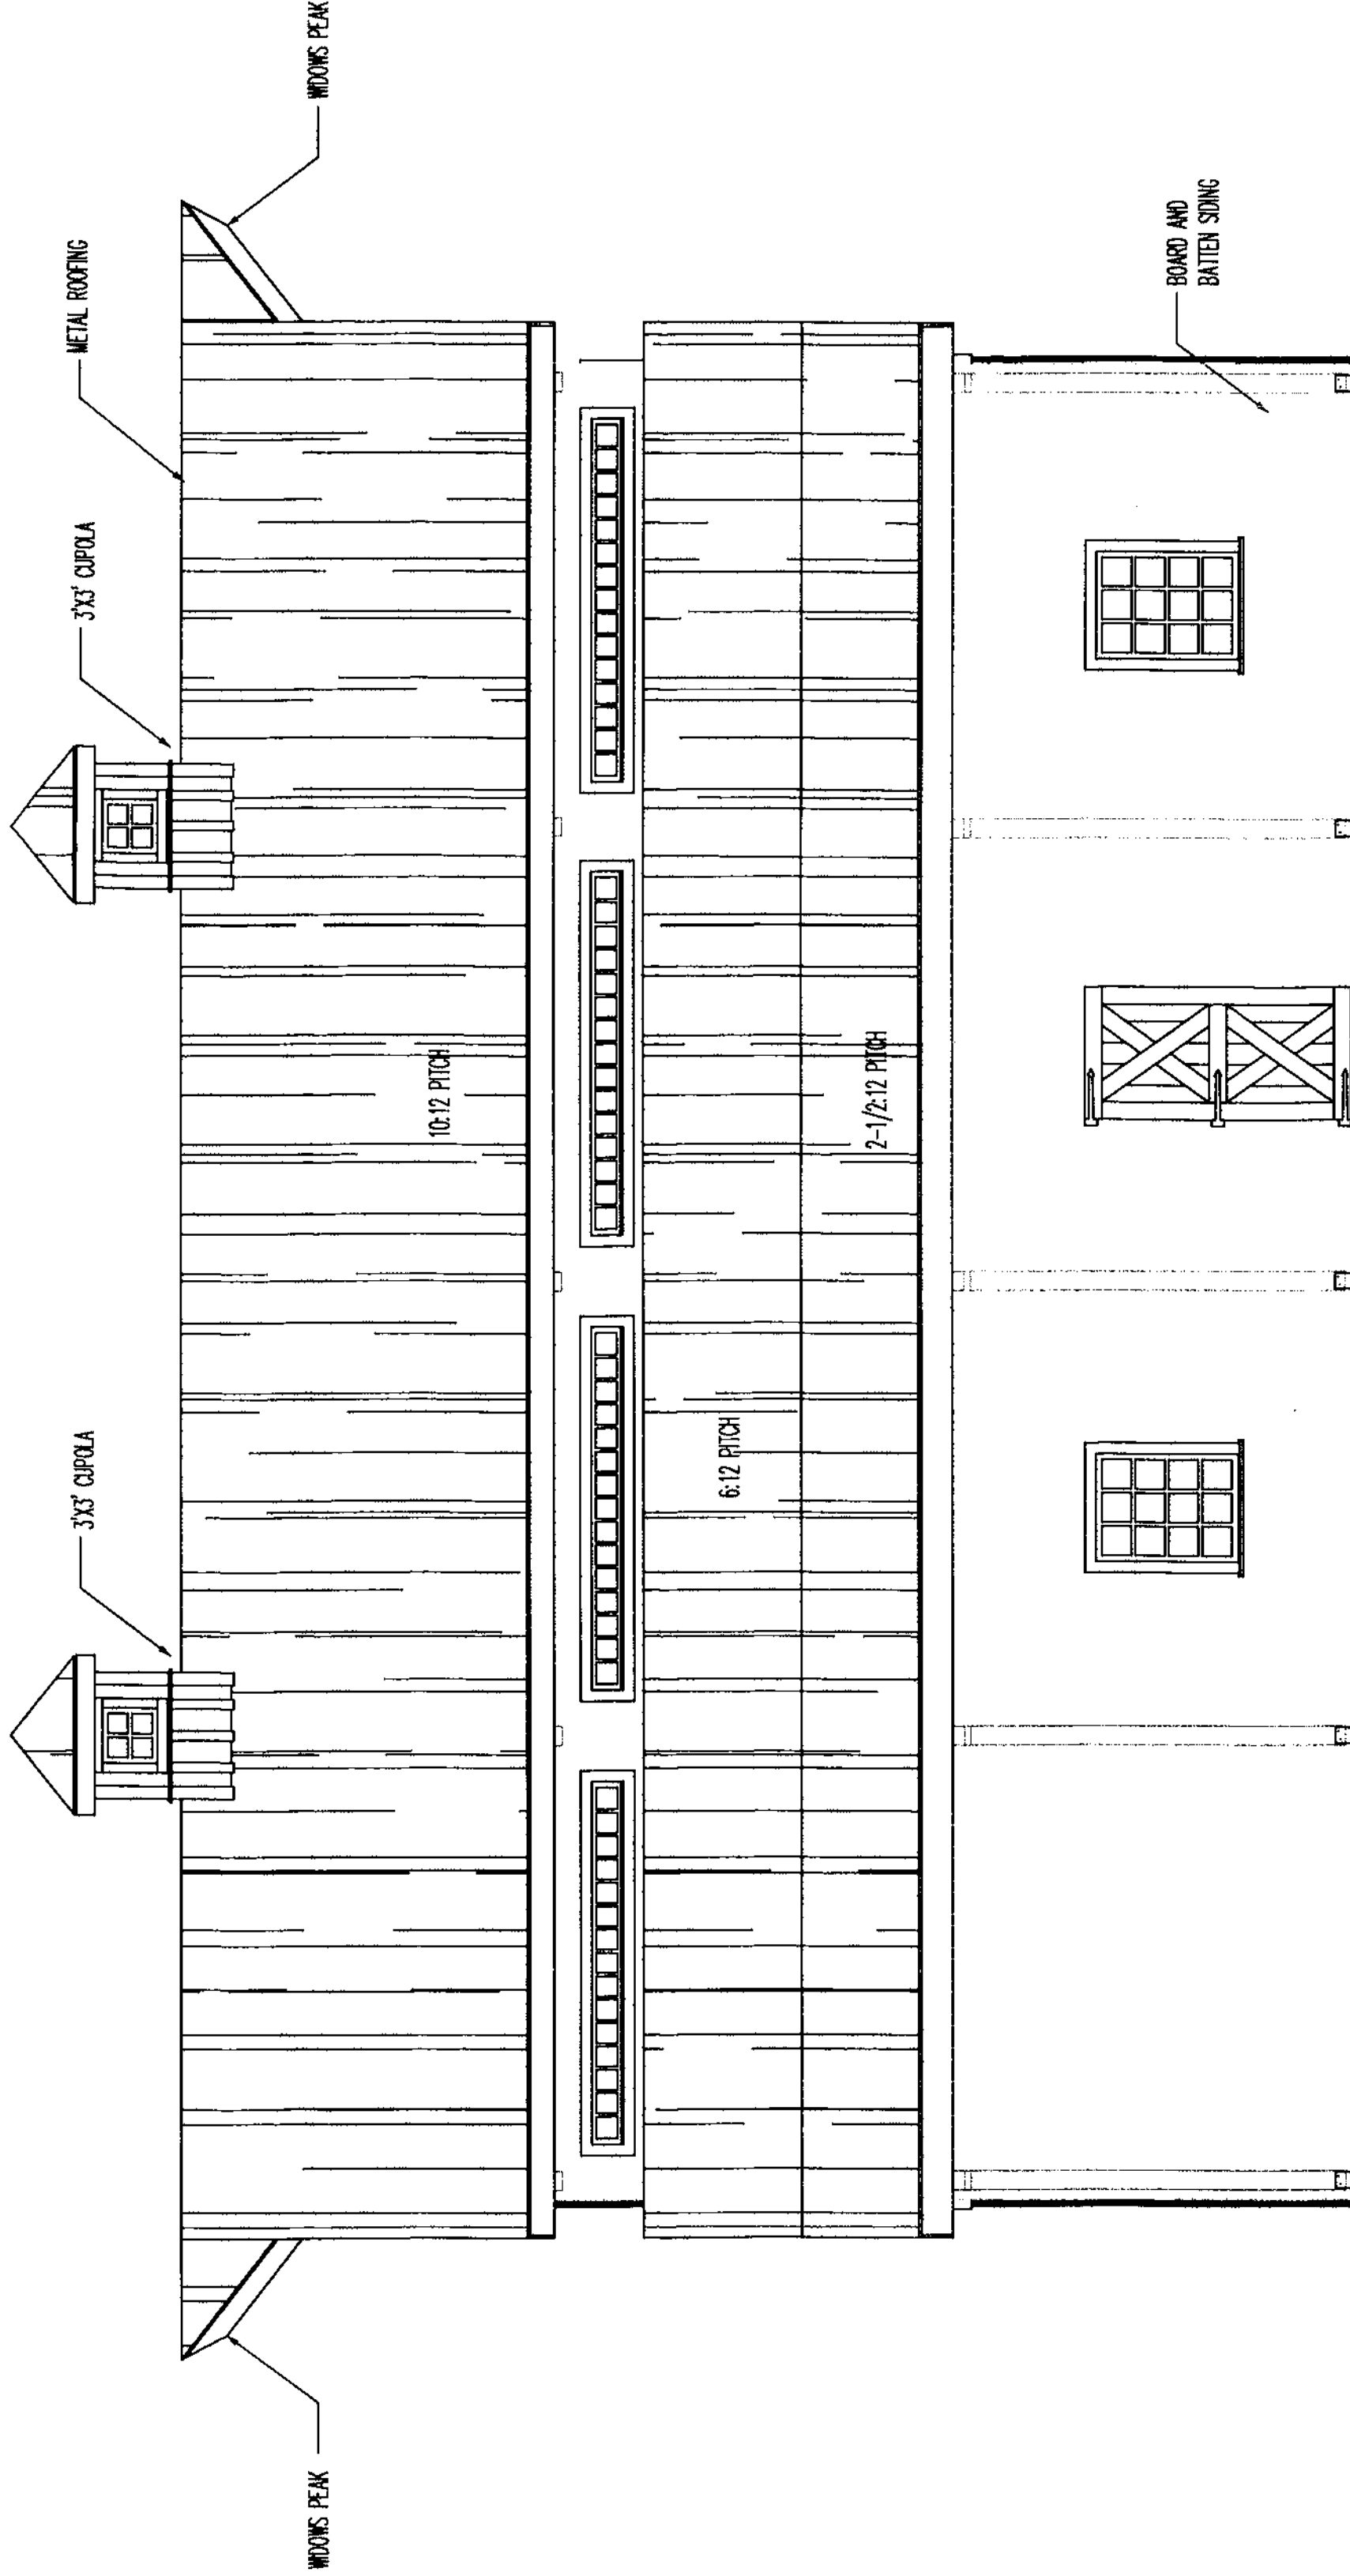 WIDOWS PEAK
3'X3' CUPOLA
3'X3' CUPOLA
METAL ROOFING
WIDOWS PEAK
10:12 PITCH
6:12 PITCH
2-1/2:12 PITCH
BOARD AND
BATTEN SIDING